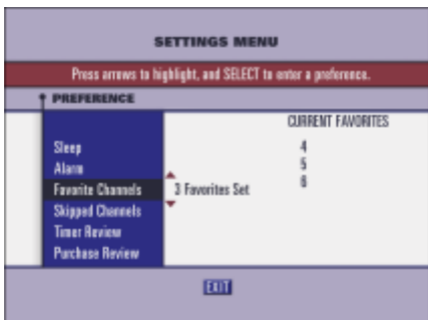 SETTINGS MENU
Press arrows to highlight, and SELECT to enter a preference.
PREFERENCE
CURRENT FAVORITES
Sleep
4
Alarm
5
Favorite Channels
3 Favorites Set
6
Skipped Channels
Timer Review
Purchase Review
EXIT